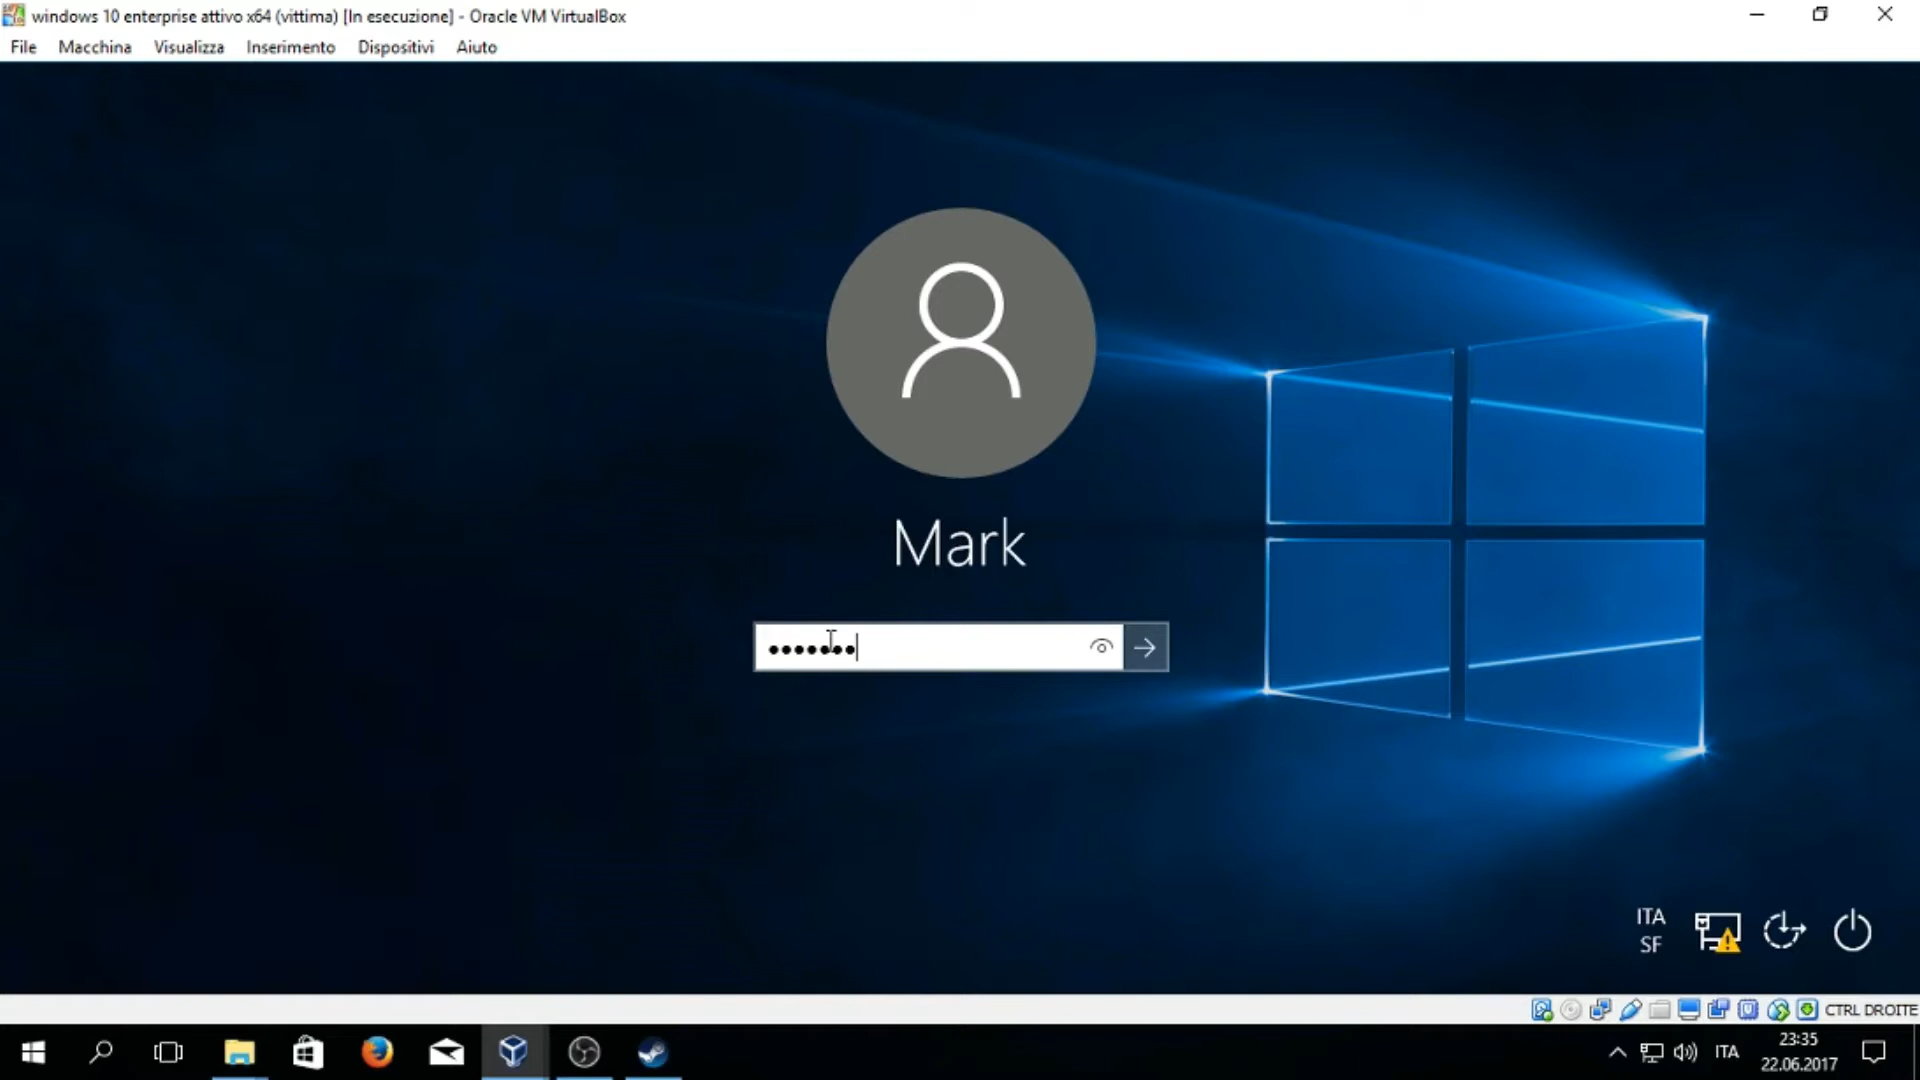 windows 10 enterprise attivo x64 (vittima) [In esecuzione] - Oracle VM VirtualBox
File Macchina Visualizza Inserimento Dispositivi Aiuto
Mark
•••••••
ITA
SF
CTRL DROITE
ITA
23:35
22.06.2017